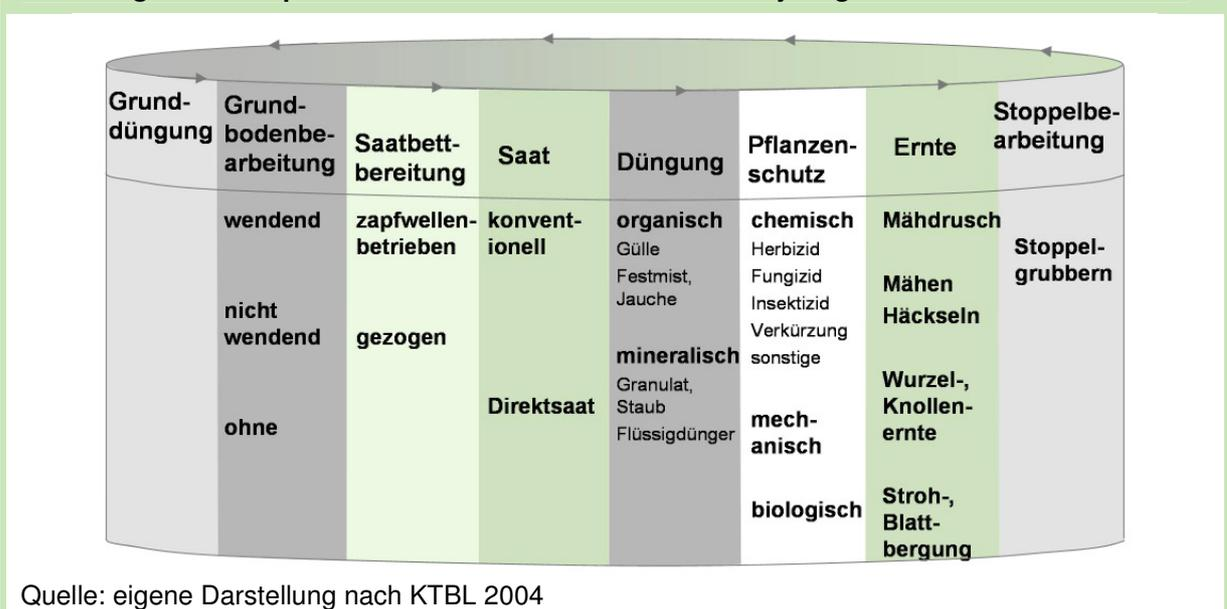 Grund-
düngung
Grund-
bodenbe-
arbeitung
Saatbett-
bereitung
Saat
Düngung
Pflanzen-
schutz
Ernte
Stoppelbe-
arbeitung
wendend
nicht
wendend
ohne
zapfwellen-
betrieben
gezogen
konvent-
ionell
Direktsaat
organisch
Gülle
Festmist,
Jauche
mineralisch
Granulat,
Staub
Flüssigdünger
chemisch
Herbizid
Fungizid
Insektizid
Verkürzung
sonstige
mech-
anisch
biologisch
Mähdrusch
Mähen
Häckseln
Wurzel-,
Knollen-
ernte
Stroh-,
Blatt-
bergung
Stoppel-
grubbern
Quelle: eigene Darstellung nach KTBL 2004